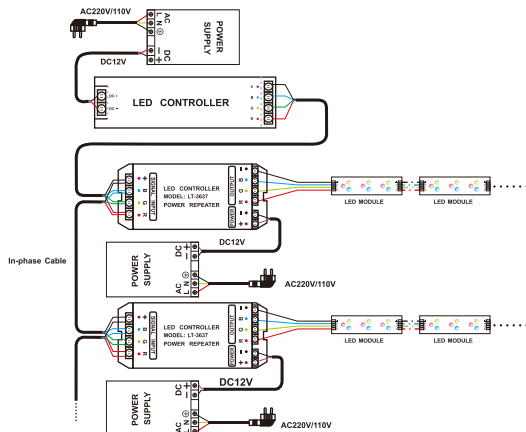 AC220V/110V
AC
L N
DC
POWER
SUPPLY
DC12V
DC
DC
LED CONTROLLER
V
B
G
R
SIGNAL INPUT
B
G
R
LED CONTROLLER
MODEL: LT-3637
POWER REPEATER
OUTPUT
POWER
B
G
R
LED MODULE
LED MODULE
DC12V
In-phase Cable
POWER
SUPPLY
DC
AC
L N
AC220V/110V
SIGNAL INPUT
B
G
R
LED CONTROLLER
MODEL: LT-3637
POWER REPEATER
OUTPUT
POWER
B
G
R
LED MODULE
LED MODULE
DC12V
POWER
SUPPLY
DC
AC
L N
AC220V/110V